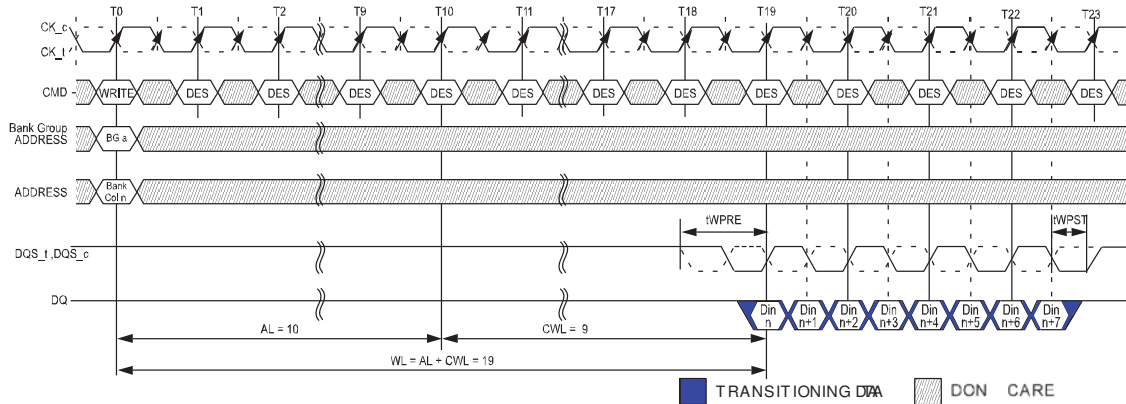 T0 T1 T2 T9 T10 T11 T17 T18 T19 T20 T21 T22 T23
CK_c
CK_t
CMD WRITE DES DES DES DES DES DES DES DES DES DES DES DES
Bank Group
ADDRESS BG a
ADDRESS Bank
Col n
tWPRE tWPST
DQS_t ,DQS_c
DQ Din n Din n+1 Din n+2 Din n+3 Din n+4 Din n+5 Din n+6 Din n+7
AL = 10 CWL = 9
WL = AL + CWL = 19
TRANSITIONING DATA DON CARE